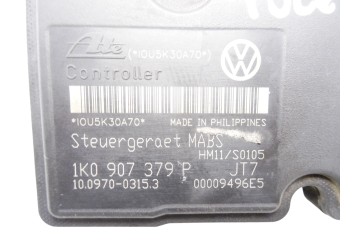 Ate (*IOU5K30A70*)
Controller
*IOU5K30A70* MADE IN PHILIPPINES
Steuergeraet MABS
HM11/S0105
1K0 907 379 P JT7
10.0970-0315.3 00009496E5